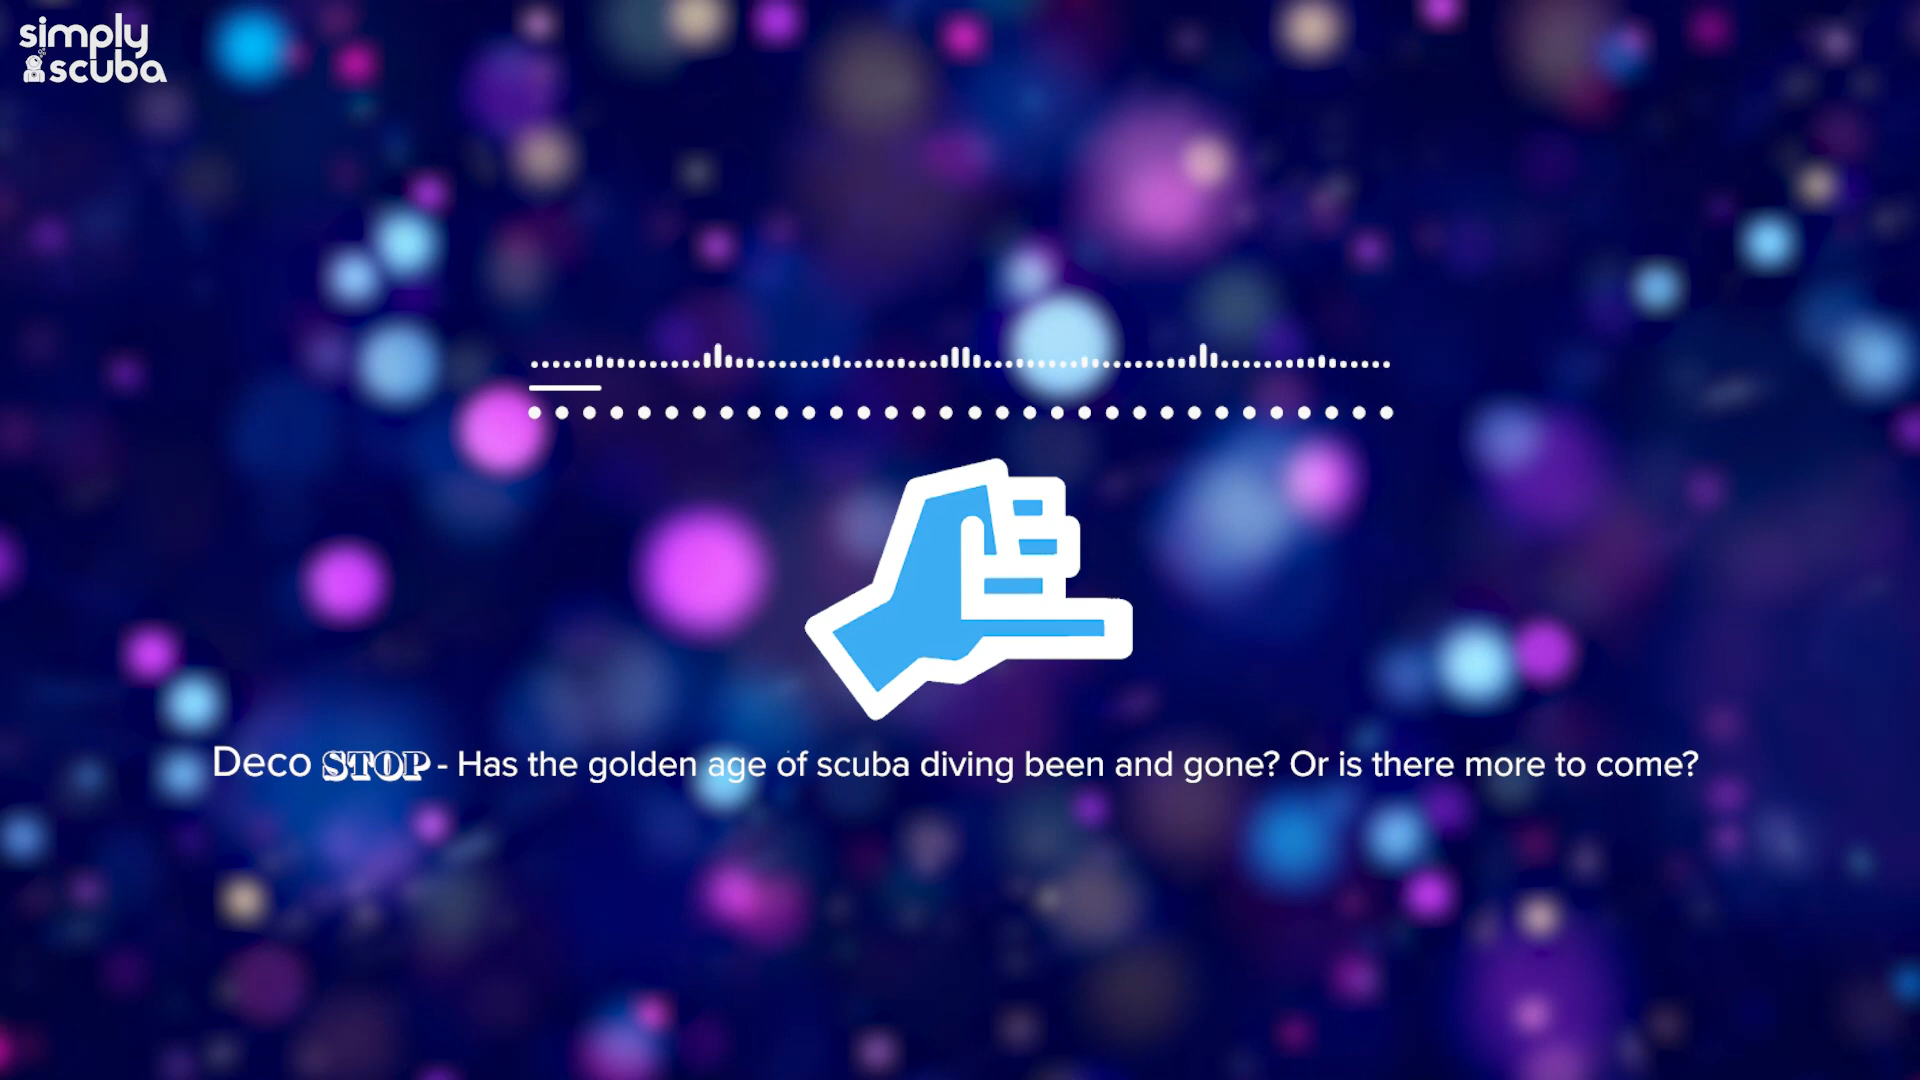 simply
scuba
Deco STOP - Has the golden age of scuba diving been and gone? Or is there more to come?